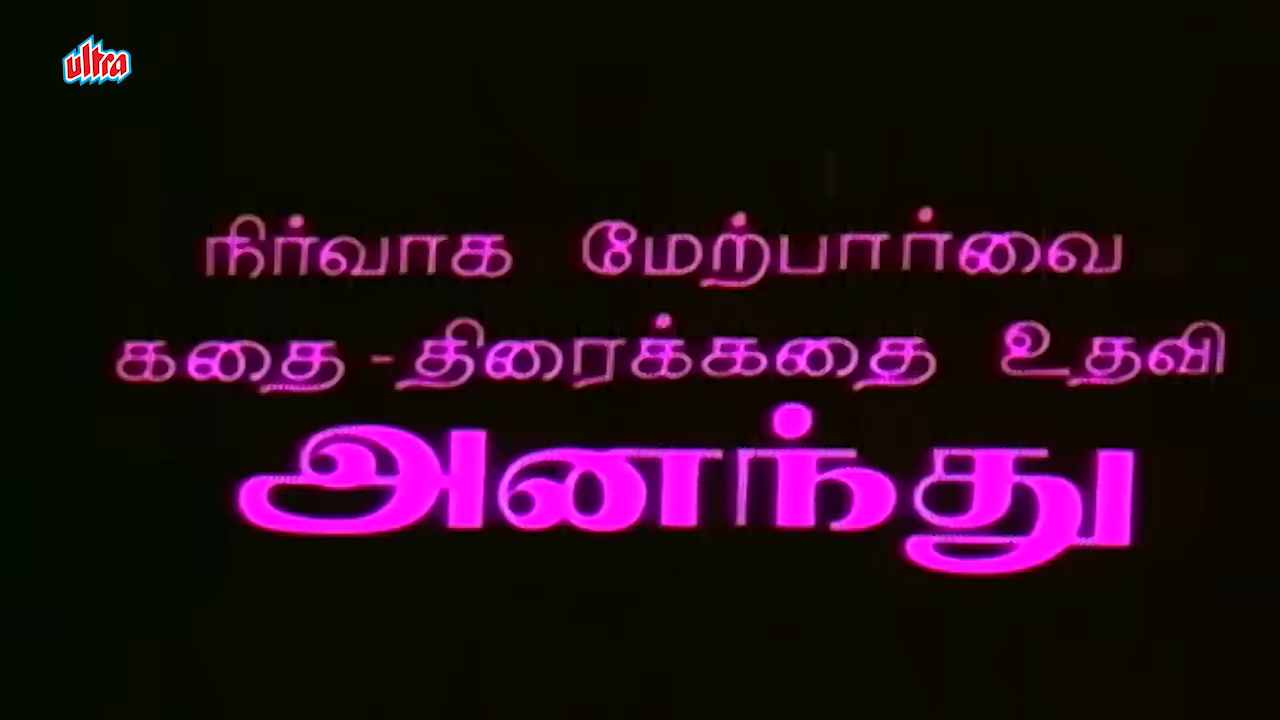 ultra
நிர்வாக மேற்பார்வை
கதை - திரைக்கதை உதவி
அனந்து